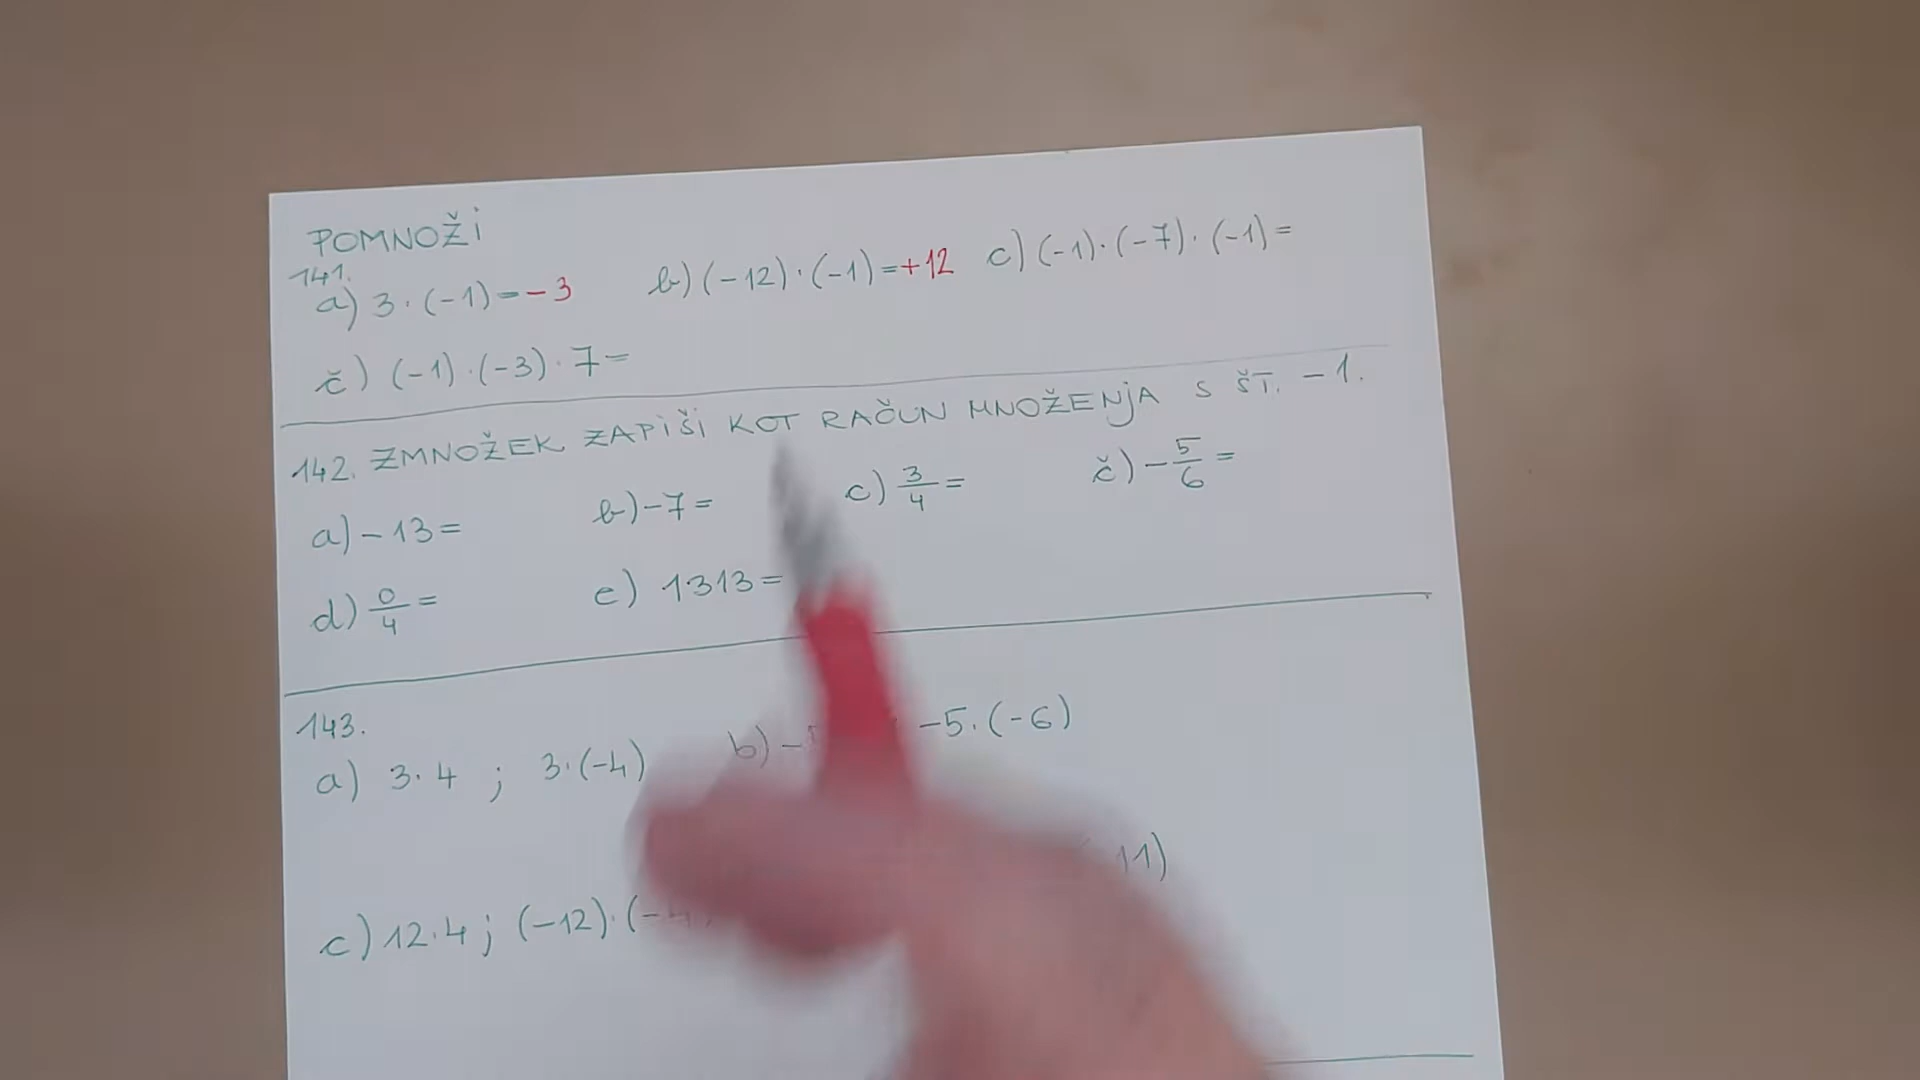 POMNOŽi
141.
a) 3·(-1)=-3 b) (-12)·(-1)=+12 c) (-1)·(-7)·(-1)=
č) (-1)·(-3)·7=
142. ZMNOŽEK ZAPiŠi KOT RAČUN MNOŽENjA S ŠT. -1.
a) -13= b) -7= c) 3/4= č) -5/6=
d) 0/4= e) 1313=
143.
a) 3·4 ; 3·(-4) b) - -5·(-6)
c) 12·4 ; (-12)·(- 11)